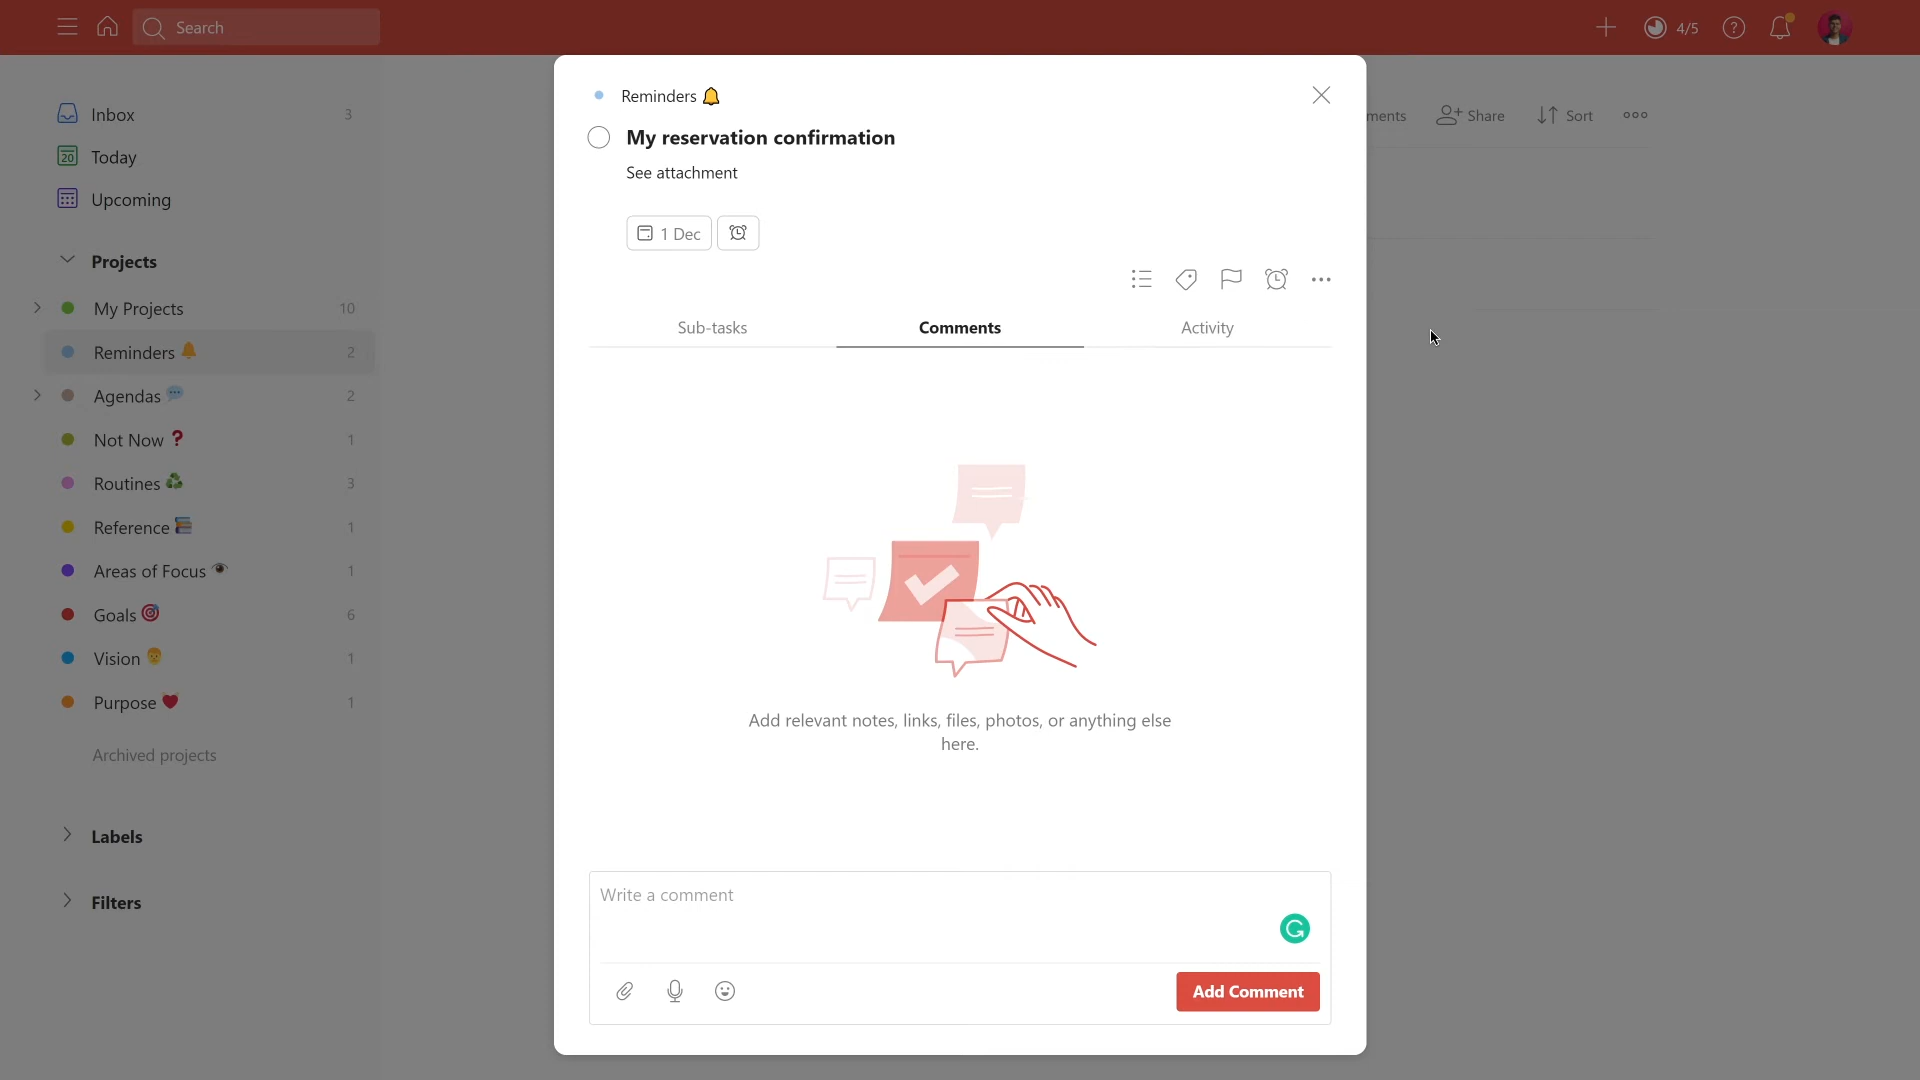 Search
4/5
Inbox 3
20 Today
Upcoming
Projects
My Projects 10
Reminders 2
Agendas 2
Not Now ❓ 1
Routines 3
Reference 1
Areas of Focus 1
Goals 6
Vision 1
Purpose 1
Archived projects
Labels
Filters
ments Share Sort
Reminders
My reservation confirmation
See attachment
1 Dec
Sub-tasks Comments Activity
Add relevant notes, links, files, photos, or anything else
here.
Write a comment
Add Comment